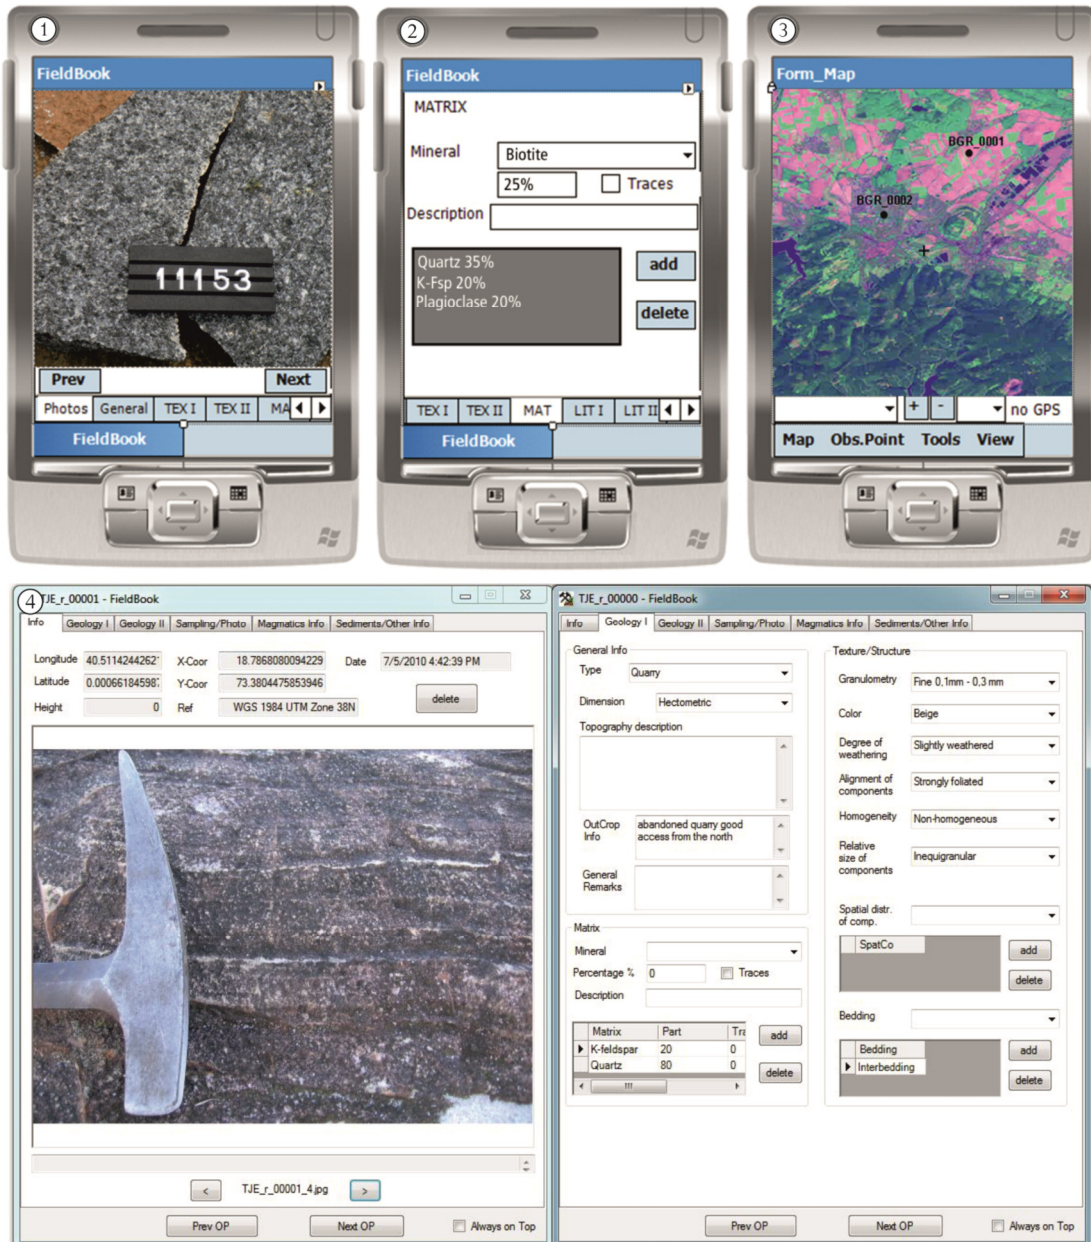 1
FieldBook
11153
Prev Next
Photos General TEX I TEX II
FieldBook
2
FieldBook
MATRIX
Mineral Biotite
25% Traces
Description
Quartz 35%
K-Fsp 20%
Plagioclase 20%
add
delete
TEX I TEX II MAT LIT I LIT II
FieldBook
3
Form_Map
BGR_0001
BGR_0002
+ - no GPS
Map Obs.Point Tools View
4
TJE_r_00001 - FieldBook
Info Geology I Geology II Sampling/Photo Magmatics Info Sediments/Other Info
Longitude 40.5114244262 X-Coor 18.7868080094229 Date 7/5/2010 4:42:39 PM
Latitude 0.00066184598 Y-Coor 73.3804475853946
Height 0 Ref WGS 1984 UTM Zone 38N
delete
< TJE_r_00001_4.jpg >
Prev OP Next OP Always on Top
TJE_r_00000 - FieldBook
Info Geology I Geology II Sampling/Photo Magmatics Info Sediments/Other Info
General Info
Type Quarry
Dimension Hectometric
Topography description
OutCrop Info
abandoned quarry good
access from the north
General
Remarks
Matrix
Mineral
Percentage % 0 Traces
Description
Matrix Part
K-feldspar 20 0
Quartz 80 0
add
delete
Texture/Structure
Granulometry Fine 0,1mm - 0,3 mm
Color Beige
Degree of
weathering Slightly weathered
Alignment of
components Strongly foliated
Homogeneity Non-homogeneous
Relative
size of
components Inequigranular
Spatial distr.
of comp.
SpatCo
add
delete
Bedding
Bedding
Interbedding
add
delete
Prev OP Next OP Always on Top